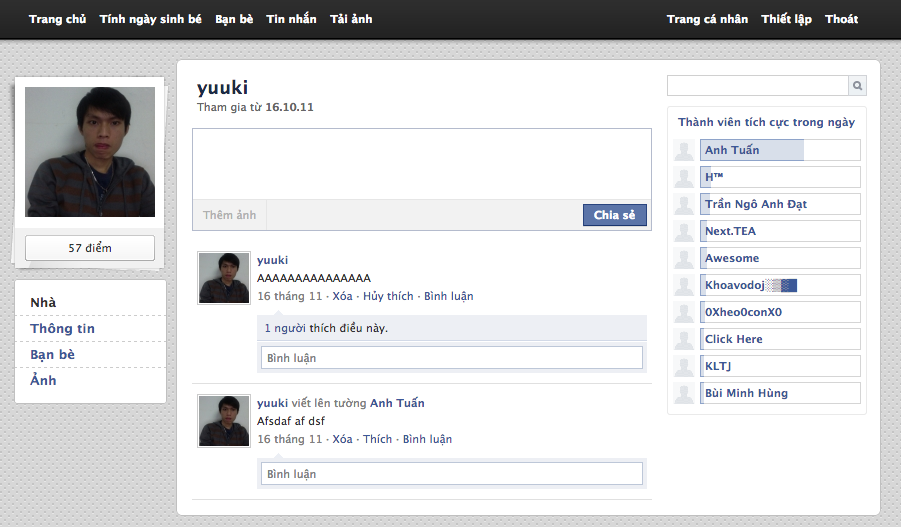 Trang chủ Tính ngày sinh bé Bạn bè Tin nhắn Tải ảnh Trang cá nhân Thiết lập Thoát
57 điểm
Nhà
Thông tin
Bạn bè
Ảnh
yuuki
Tham gia từ 16.10.11
Thêm ảnh Chia sẻ
yuuki
AAAAAAAAAAAAAAA
16 tháng 11 · Xóa · Hủy thích · Bình luận
1 người thích điều này.
Bình luận
yuuki viết lên tường Anh Tuấn
Afsdaf af dsf
16 tháng 11 · Xóa · Thích · Bình luận
Bình luận
Thành viên tích cực trong ngày
Anh Tuấn
H™
Trần Ngô Anh Đạt
Next.TEA
Awesome
Khoavodoj░▒▓█
0Xheo0conX0
Click Here
KLTJ
Bùi Minh Hùng